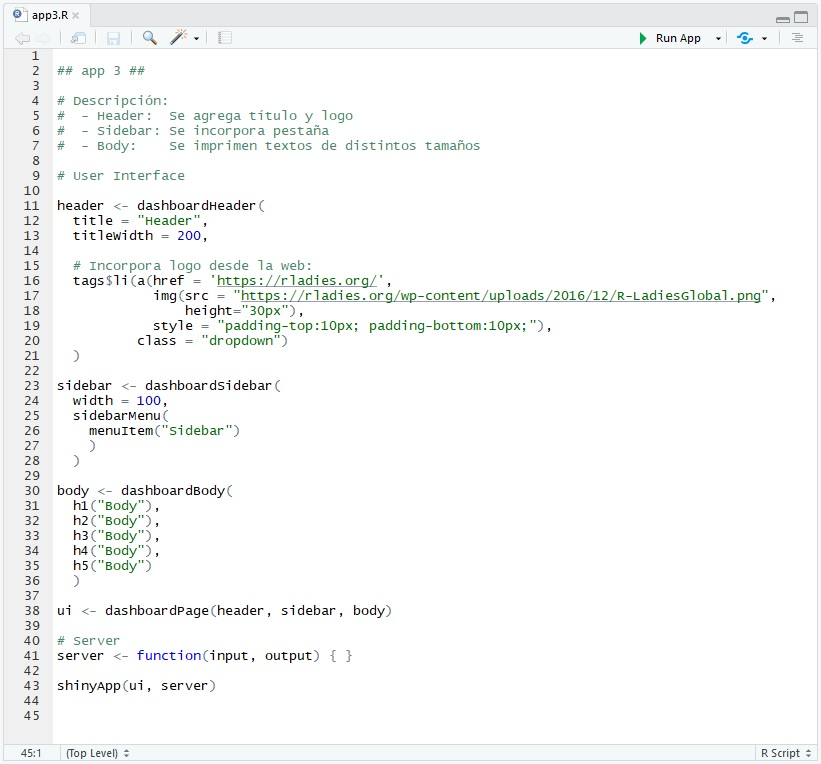 app3.R
Run App
1
2 ## app 3 ##
3
4 # Descripción:
5 #  - Header:  Se agrega título y logo
6 #  - Sidebar: Se incorpora pestaña
7 #  - Body:    Se imprimen textos de distintos tamaños
8
9 # User Interface
10
11 header <- dashboardHeader(
12   title = "Header",
13   titleWidth = 200,
14
15   # Incorpora logo desde la web:
16   tags$li(a(href = 'https://rladies.org/',
17             img(src = "https://rladies.org/wp-content/uploads/2016/12/R-LadiesGlobal.png",
18                 height="30px"),
19             style = "padding-top:10px; padding-bottom:10px;"),
20           class = "dropdown")
21   )
22
23 sidebar <- dashboardSidebar(
24   width = 100,
25   sidebarMenu(
26     menuItem("Sidebar")
27     )
28   )
29
30 body <- dashboardBody(
31   h1("Body"),
32   h2("Body"),
33   h3("Body"),
34   h4("Body"),
35   h5("Body")
36   )
37
38 ui <- dashboardPage(header, sidebar, body)
39
40 # Server
41 server <- function(input, output) { }
42
43 shinyApp(ui, server)
44
45
45:1 (Top Level) R Script